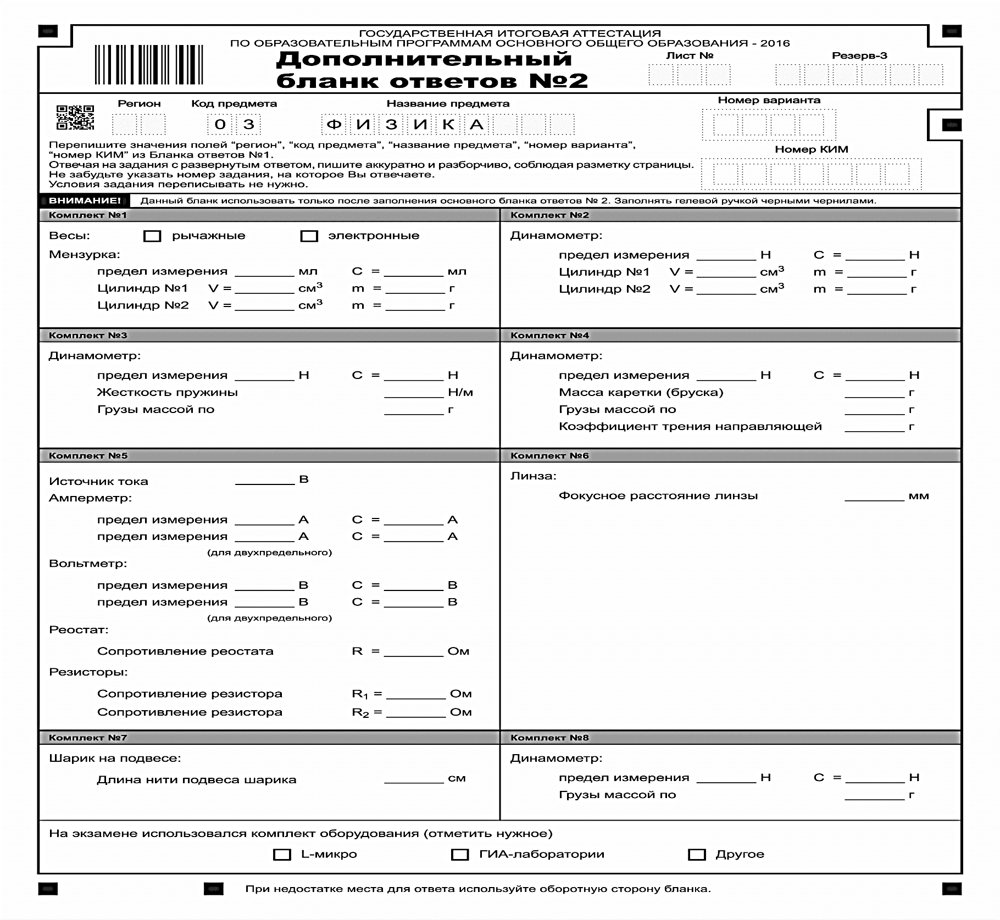 ГОСУДАРСТВЕННАЯ ИТОГОВАЯ АТТЕСТАЦИЯ
ПО ОБРАЗОВАТЕЛЬНЫМ ПРОГРАММАМ ОСНОВНОГО ОБЩЕГО ОБРАЗОВАНИЯ - 2016
Дополнительный
бланк ответов №2
Лист №
Резерв-3
Регион
Код предмета
Название предмета
Номер варианта
03
ФИЗИКА
Номер КИМ
Перепишите значения полей “регион”, “код предмета”, “название предмета”, “номер варианта”,
“номер КИМ” из Бланка ответов №1.
Отвечая на задания с развернутым ответом, пишите аккуратно и разборчиво, соблюдая разметку страницы.
Не забудьте указать номер задания, на которое Вы отвечаете.
Условия задания переписывать не нужно.
ВНИМАНИЕ! Данный бланк использовать только после заполнения основного бланка ответов № 2. Заполнять гелевой ручкой черными чернилами.
Комплект №1
Весы: рычажные электронные
Мензурка:
предел измерения ________ мл C = ________ мл
Цилиндр №1 V = ________ см³ m = ________ г
Цилиндр №2 V = ________ см³ m = ________ г
Комплект №2
Динамометр:
предел измерения ________ Н C = ________ Н
Цилиндр №1 V = ________ см³ m = ________ г
Цилиндр №2 V = ________ см³ m = ________ г
Комплект №3
Динамометр:
предел измерения ________ Н C = ________ Н
Жесткость пружины ________ Н/м
Грузы массой по ________ г
Комплект №4
Динамометр:
предел измерения ________ Н C = ________ Н
Масса каретки (бруска) ________ г
Грузы массой по ________ г
Коэффициент трения направляющей ________ г
Комплект №5
Источник тока ________ В
Амперметр:
предел измерения ________ А C = ________ А
предел измерения ________ А C = ________ А
(для двухпредельного)
Вольтметр:
предел измерения ________ В C = ________ В
предел измерения ________ В C = ________ В
(для двухпредельного)
Реостат:
Сопротивление реостата R = ________ Ом
Резисторы:
Сопротивление резистора R₁ = ________ Ом
Сопротивление резистора R₂ = ________ Ом
Комплект №6
Линза:
Фокусное расстояние линзы ________ мм
Комплект №7
Шарик на подвесе:
Длина нити подвеса шарика ________ см
Комплект №8
Динамометр:
предел измерения ________ Н C = ________ Н
Грузы массой по ________ г
На экзамене использовался комплект оборудования (отметить нужное)
L-микро ГИА-лаборатории Другое
При недостатке места для ответа используйте оборотную сторону бланка.